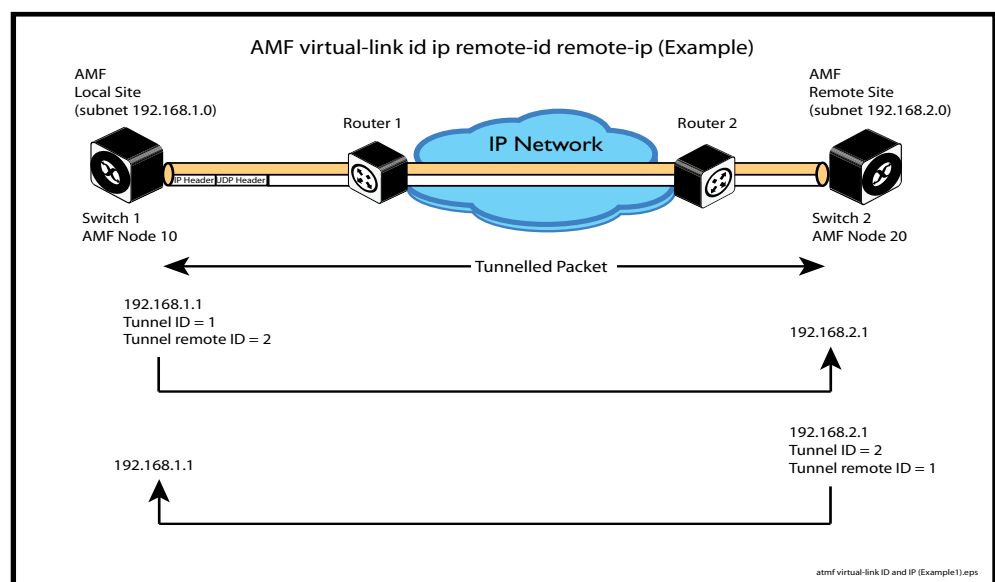 AMF virtual-link id ip remote-id remote-ip (Example)
AMF
Local Site
(subnet 192.168.1.0)
AMF
Remote Site
(subnet 192.168.2.0)
Router 1
IP Network
Router 2
IP Header
UDP Header
Switch 1
AMF Node 10
Switch 2
AMF Node 20
Tunnelled Packet
192.168.1.1
Tunnel ID = 1
Tunnel remote ID = 2
192.168.2.1
192.168.2.1
Tunnel ID = 2
Tunnel remote ID = 1
192.168.1.1
atmf virtual-link ID and IP (Example1).eps